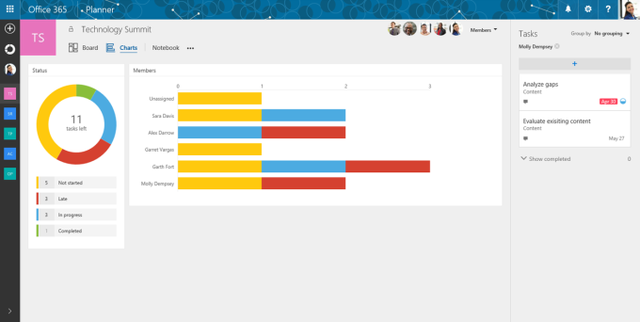 Office 365 Planner
TS
Technology Summit
Members
Board Charts Notebook
Status
11
tasks left
5 Not started
3 Late
3 In progress
1 Completed
Members
0 1 2 3
Unassigned
Sara Davis
Alex Darrow
Garret Vargas
Garth Fort
Molly Dempsey
Tasks Group by No grouping
Molly Dempsey
+
Analyze gaps
Content
Apr 20
Evaluate exisiting content
Content
May 27
Show completed 0